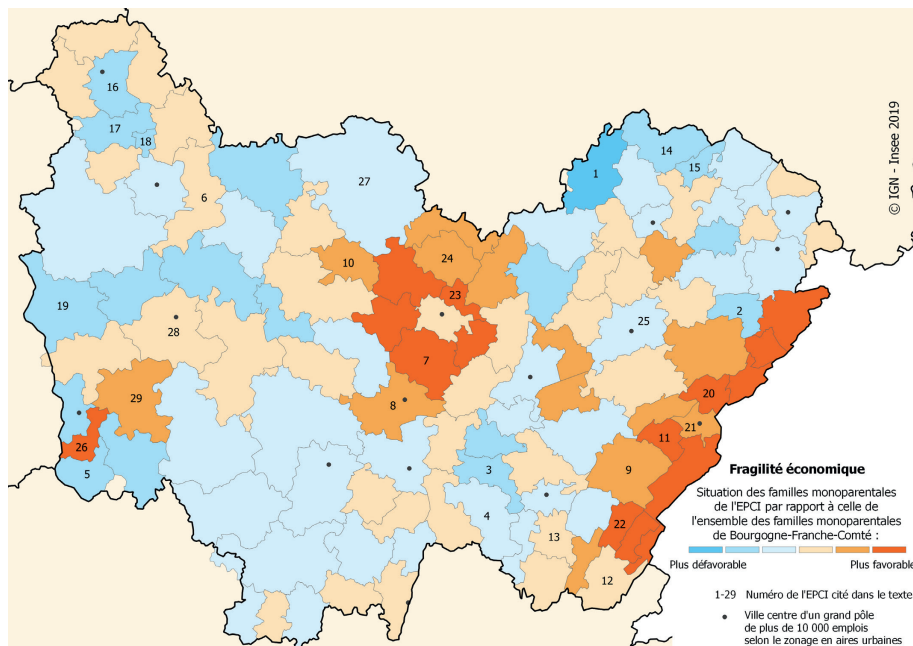 16
17
18
6
27
1
14
15
10
24
23
19
28
7
25
2
29
8
20
26
5
3
4
11
21
9
22
13
12
© IGN - Insee 2019
Fragilité économique
Situation des familles monoparentales
de l'EPCI par rapport à celle de
l'ensemble des familles monoparentales
de Bourgogne-Franche-Comté :
Plus défavorable Plus favorable
1-29 Numéro de l'EPCI cité dans le texte
Ville centre d'un grand pôle
de plus de 10 000 emplois
selon le zonage en aires urbaines